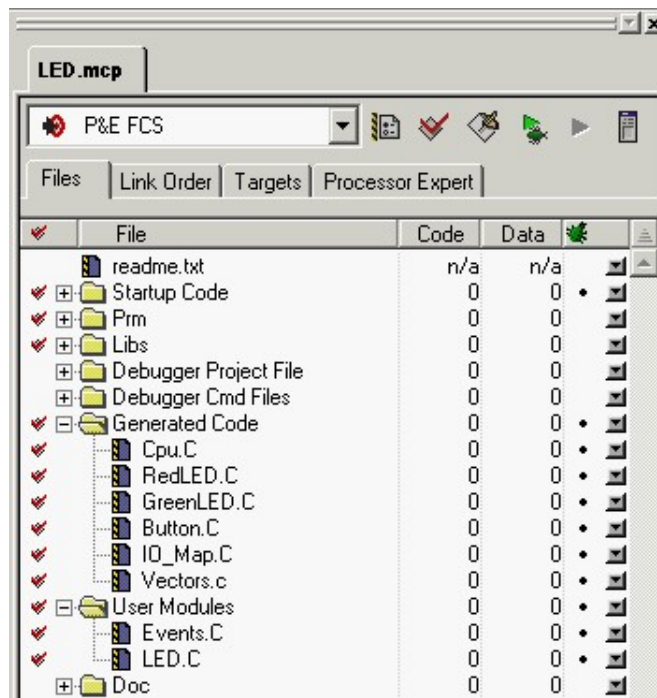 LED.mcp
P&E FCS
Files Link Order Targets Processor Expert
File Code Data
readme.txt n/a n/a
Startup Code 0 0
Prm 0 0
Libs 0 0
Debugger Project File 0 0
Debugger Cmd Files 0 0
Generated Code 0 0
Cpu.C 0 0
RedLED.C 0 0
GreenLED.C 0 0
Button.C 0 0
IO_Map.C 0 0
Vectors.c 0 0
User Modules 0 0
Events.C 0 0
LED.C 0 0
Doc 0 0